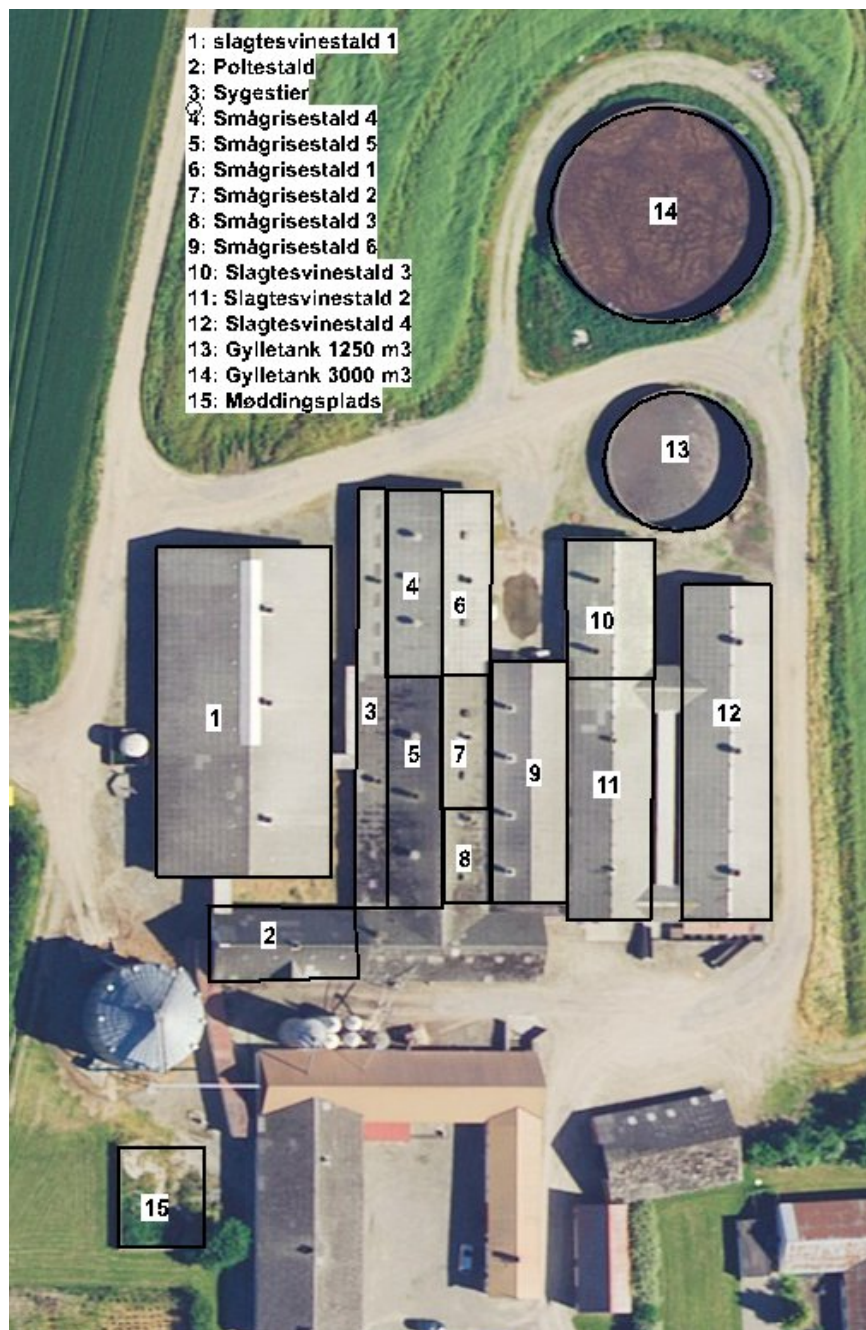 1: slagtesvinestald 1
2: Poltestald
3: Sygestier
4: Smågrisestald 4
5: Smågrisestald 5
6: Smågrisestald 1
7: Smågrisestald 2
8: Smågrisestald 3
9: Smågrisestald 6
10: Slagtesvinestald 3
11: Slagtesvinestald 2
12: Slagtesvinestald 4
13: Gylletank 1250 m3
14: Gylletank 3000 m3
15: Møddingsplads
14
13
4
6
10
3
1
5
7
9
11
12
8
2
15